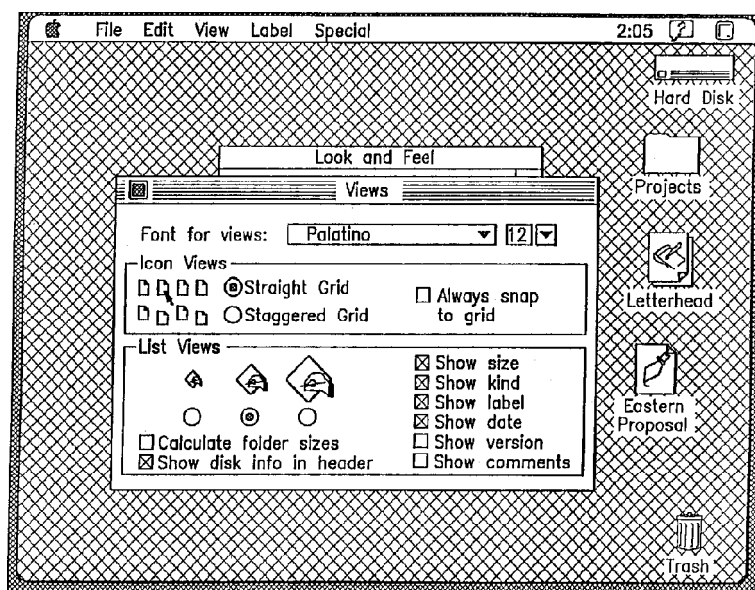 File Edit View Label Special 2:05
Hard Disk
Look and Feel
Views
Projects
Font for views: Palatino 12
Icon Views
Straight Grid
Staggered Grid
Always snap
to grid
Letterhead
List Views
Show size
Show kind
Show label
Show date
Show version
Show comments
Calculate folder sizes
Show disk info in header
Eastern
Proposal
Trash